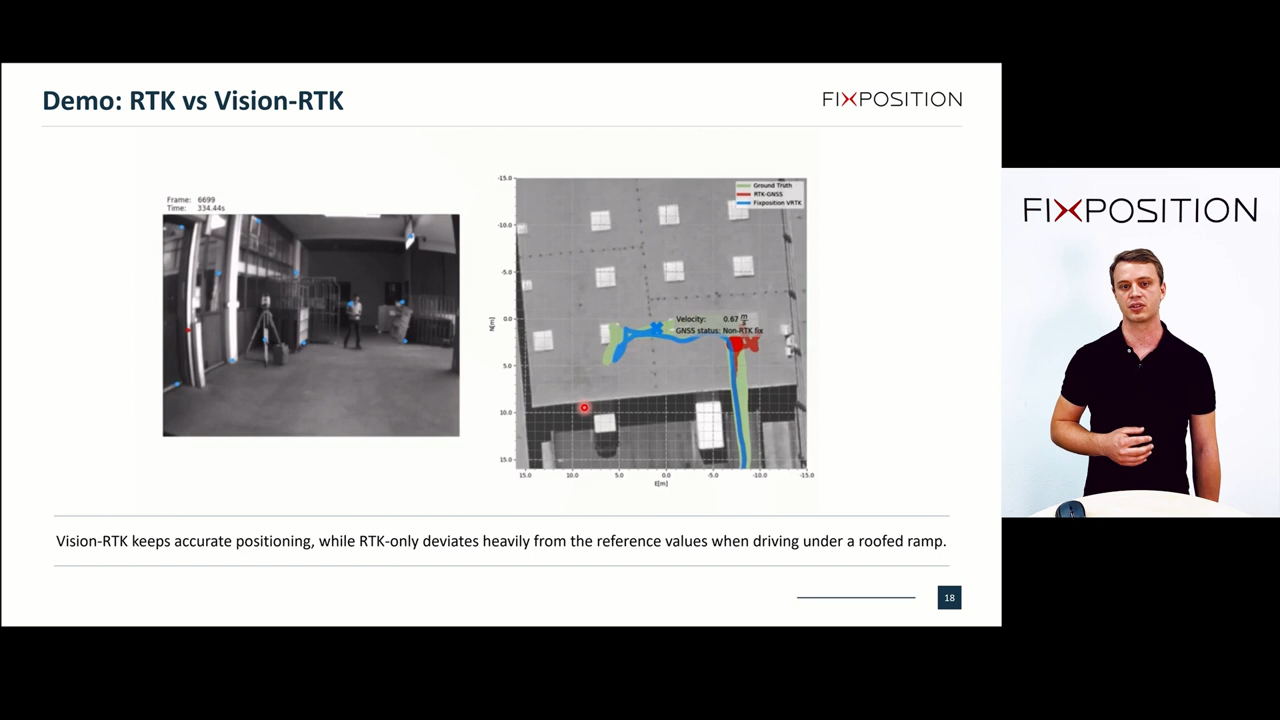 Demo: RTK vs Vision-RTK
FIXPOSITION
Frame: 6699
Time: 334.44s
-15.0
-10.0
-5.0
0.0
5.0
10.0
15.0
N[m]
Ground Truth
RTK-GNSS
Fixposition VRTK
Velocity: 0.67 m/s
GNSS status: Non-RTK fix
15.0 10.0 5.0 0.0 -5.0 -10.0 -15.0
E[m]
Vision-RTK keeps accurate positioning, while RTK-only deviates heavily from the reference values when driving under a roofed ramp.
18
FIXPOSITION